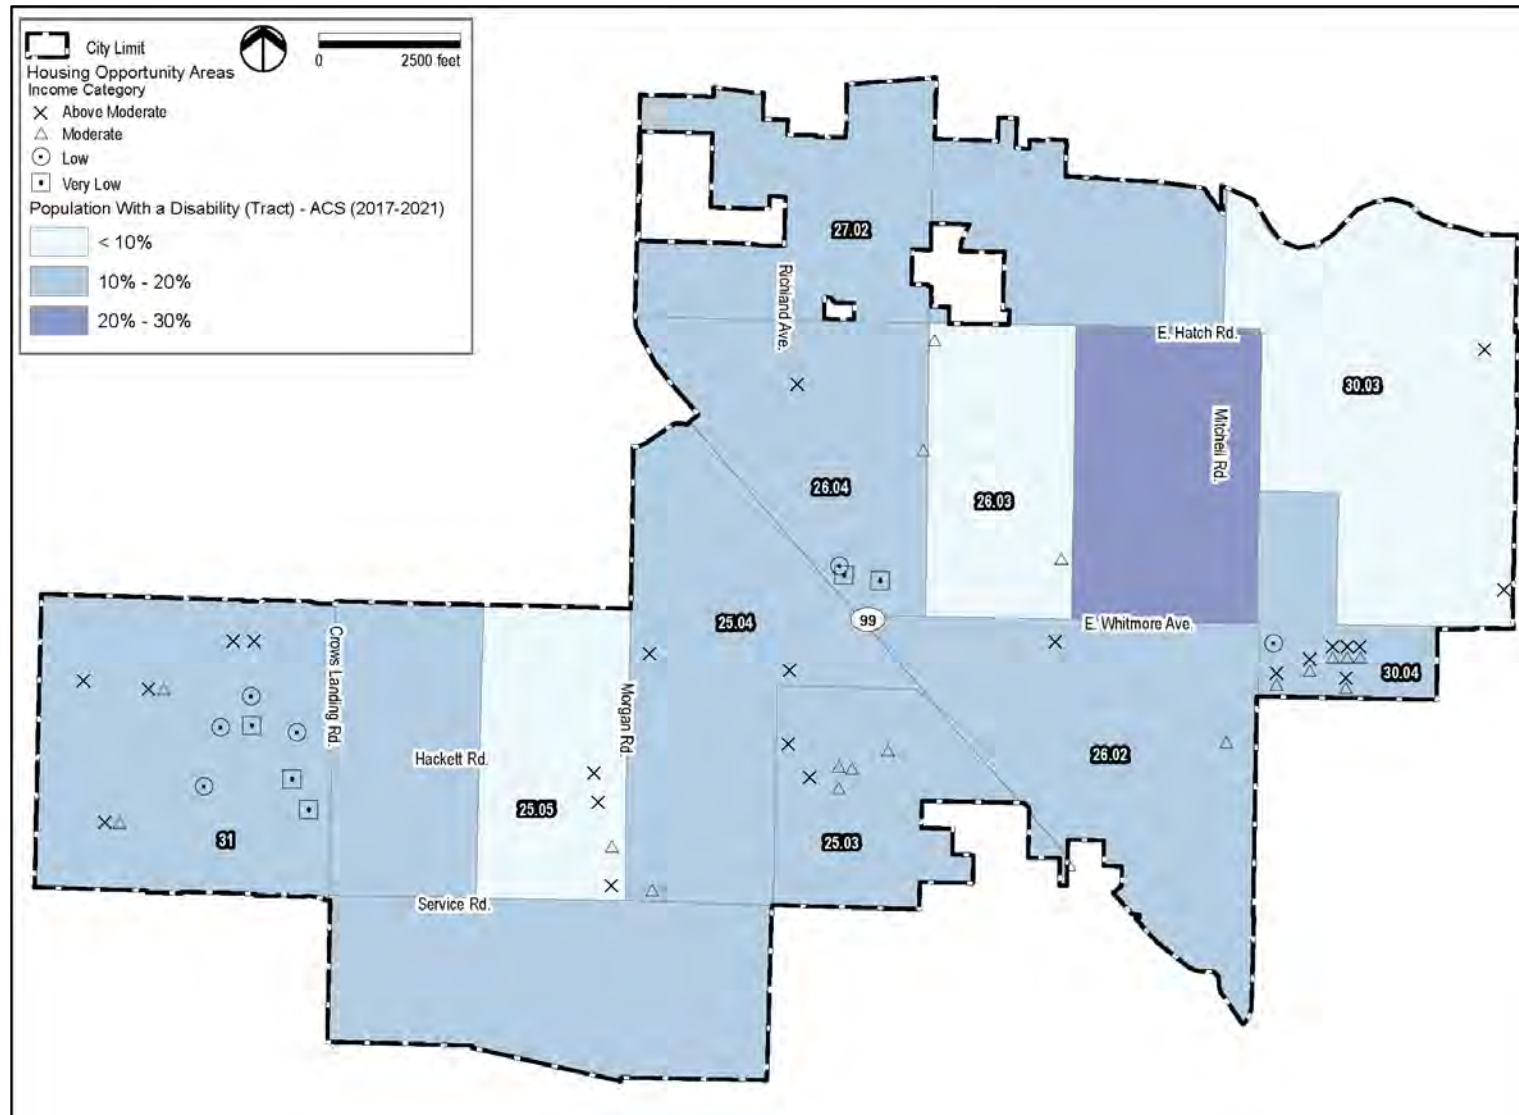 City Limit
0
2500 feet
Housing Opportunity Areas
Income Category
Above Moderate
Moderate
Low
Very Low
Population With a Disability (Tract) - ACS (2017-2021)
< 10%
10% - 20%
20% - 30%
27.02
Richland Ave.
E. Hatch Rd.
30.03
Mitchell Rd.
26.04
26.03
25.04
99
E. Whitmore Ave.
Crows Landing Rd.
Morgan Rd.
30.04
Hackett Rd.
26.02
25.05
31
25.03
Service Rd.